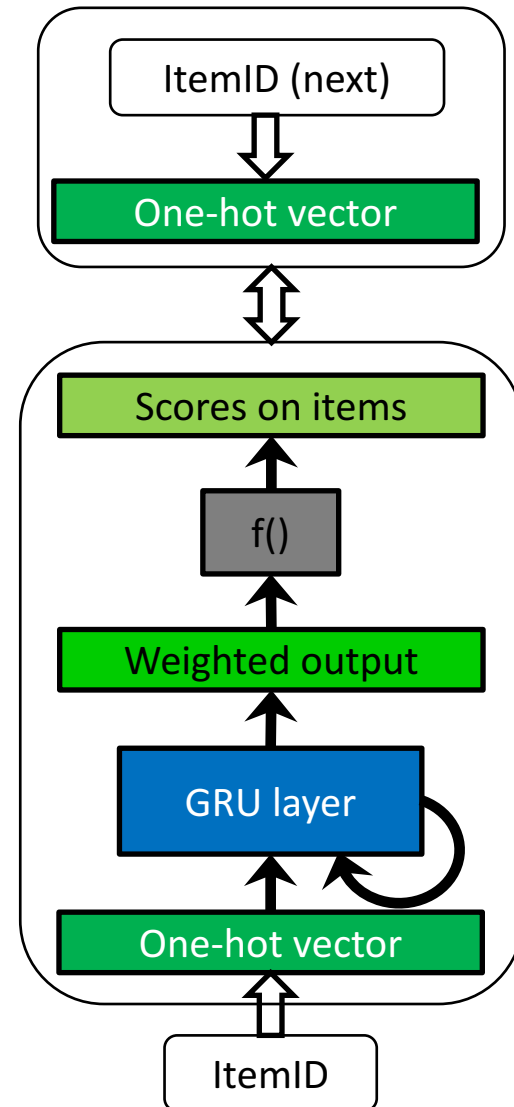 ItemID (next)
One-hot vector
Scores on items
f()
Weighted output
GRU layer
One-hot vector
ItemID